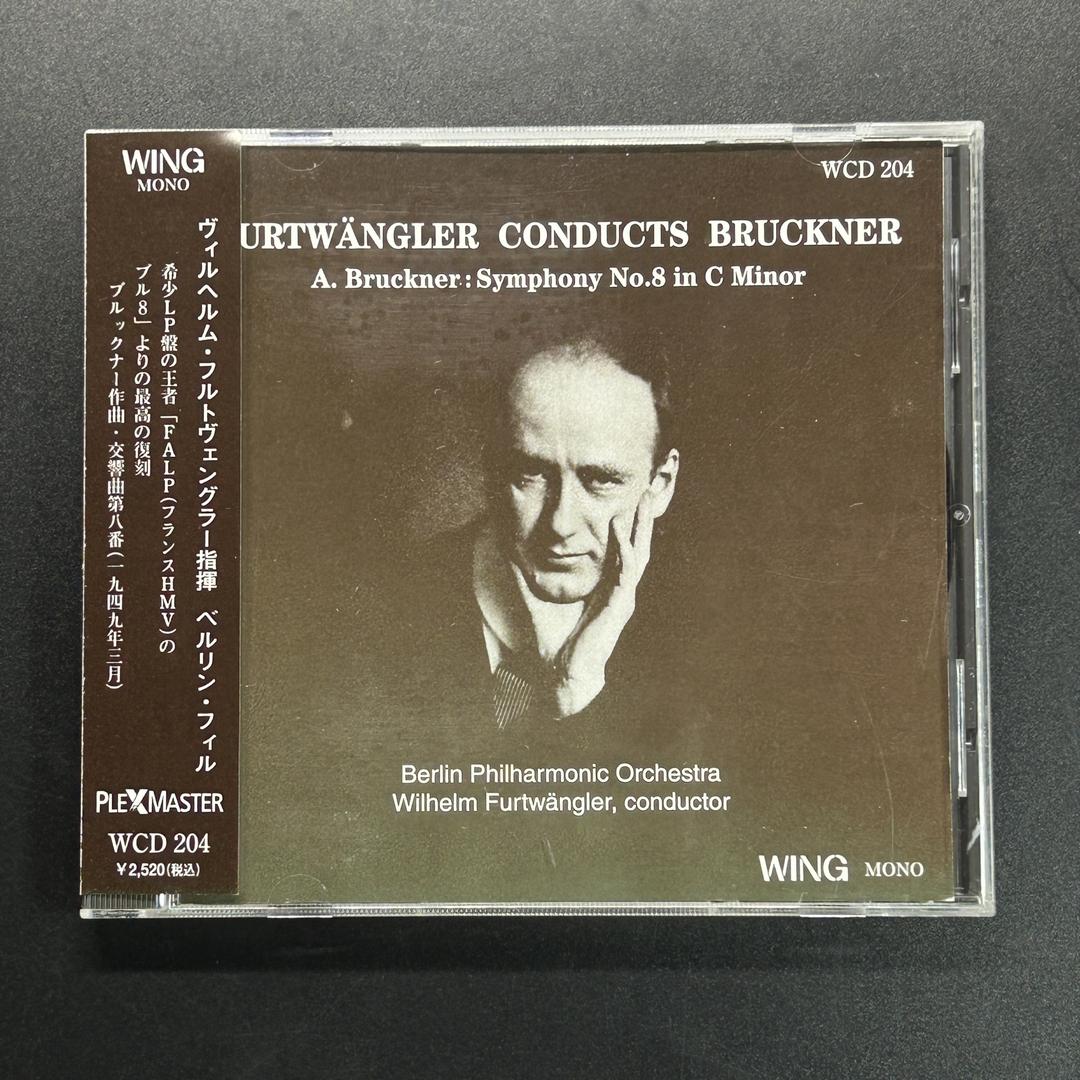 WING
MONO
ヴィルヘルム・フルトヴェングラー指揮 ベルリン・フィル
希少LP盤の王者「FALP(フランスHMV)の
ブル8」よりの最高の復刻
ブルックナー作曲・交響曲第八番(一九四九年三月)
PLEXMASTER
WCD 204
¥2,520(税込)
WCD 204
URTWÄNGLER CONDUCTS BRUCKNER
A. Bruckner: Symphony No.8 in C Minor
Berlin Philharmonic Orchestra
Wilhelm Furtwängler, conductor
WING MONO